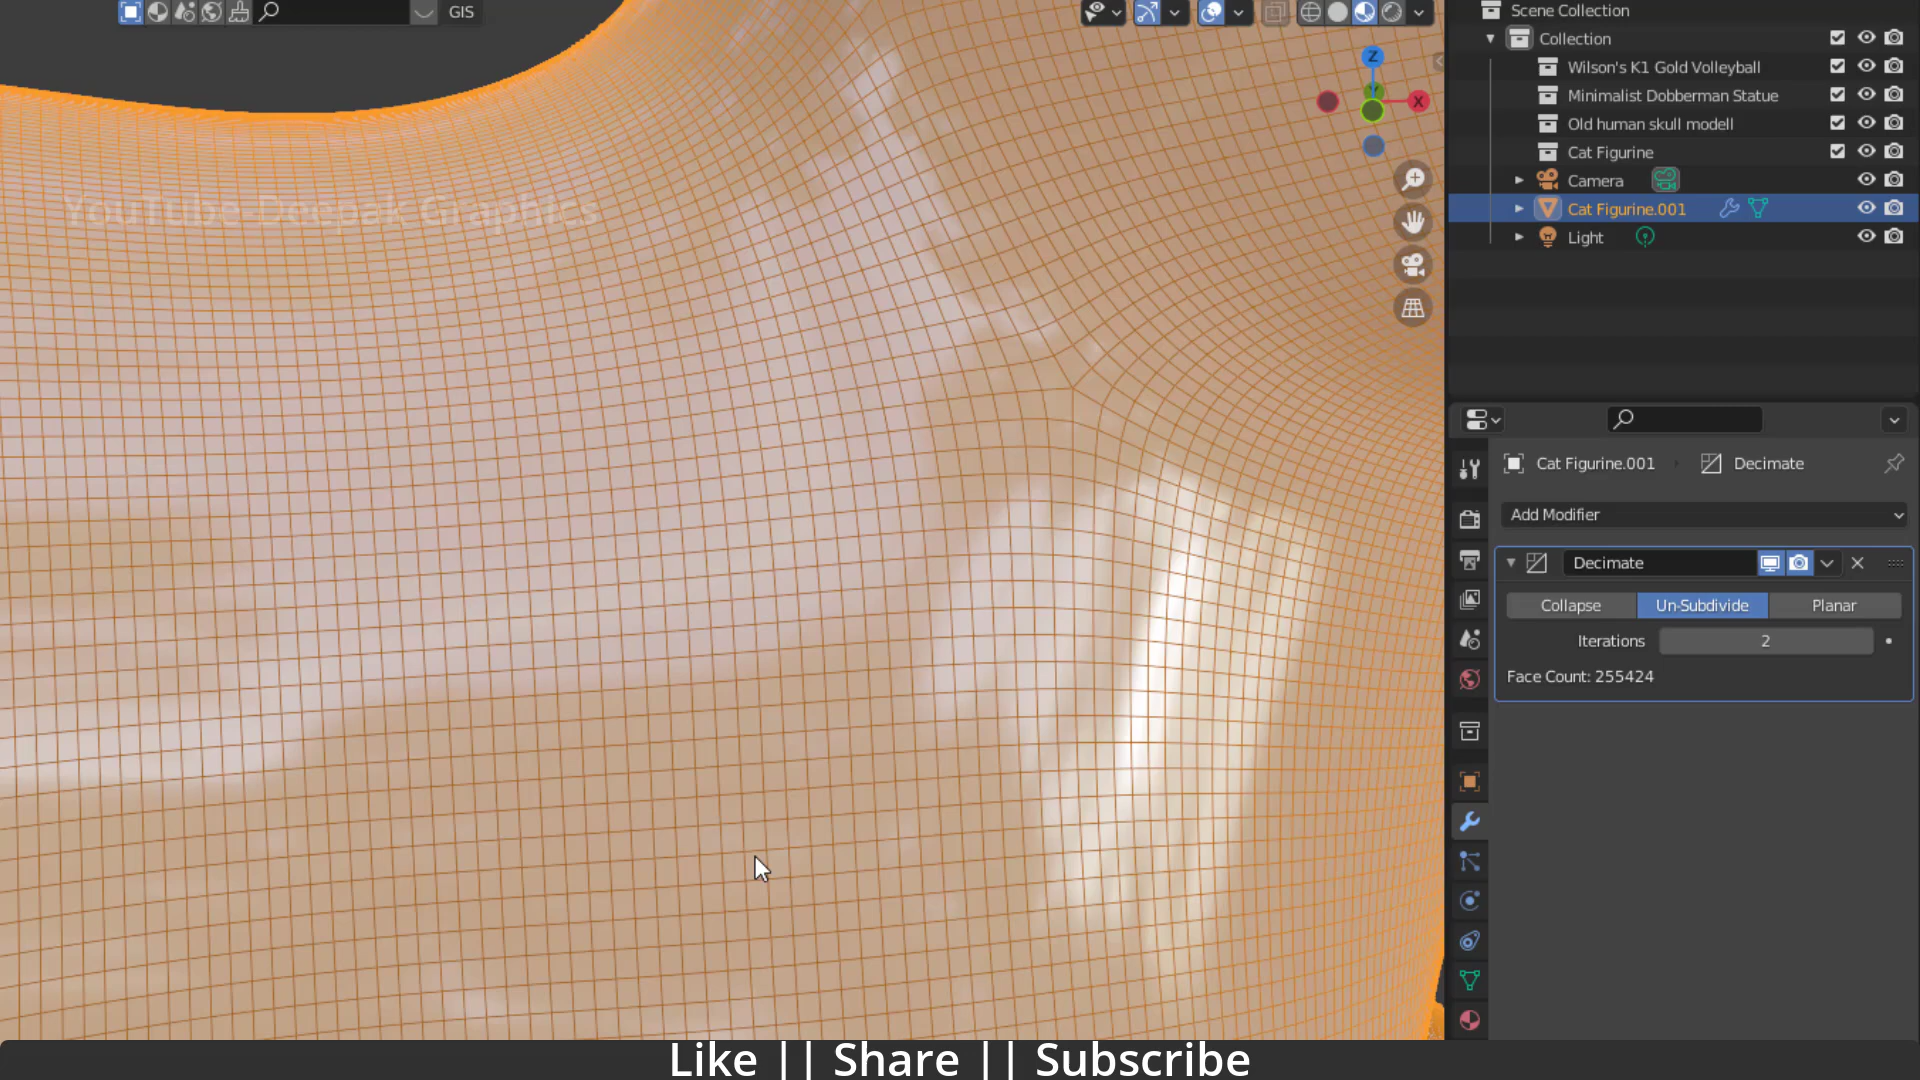 GIS
Scene Collection
Collection
Wilson's K1 Gold Volleyball
Minimalist Dobberman Statue
Old human skull modell
Cat Figurine
Camera
Cat Figurine.001
Light
Z
X
YouTube Deepak Graphics
Cat Figurine.001 Decimate
Add Modifier
Decimate
Collapse Un-Subdivide Planar
Iterations 2
Face Count: 255424
Like || Share || Subscribe